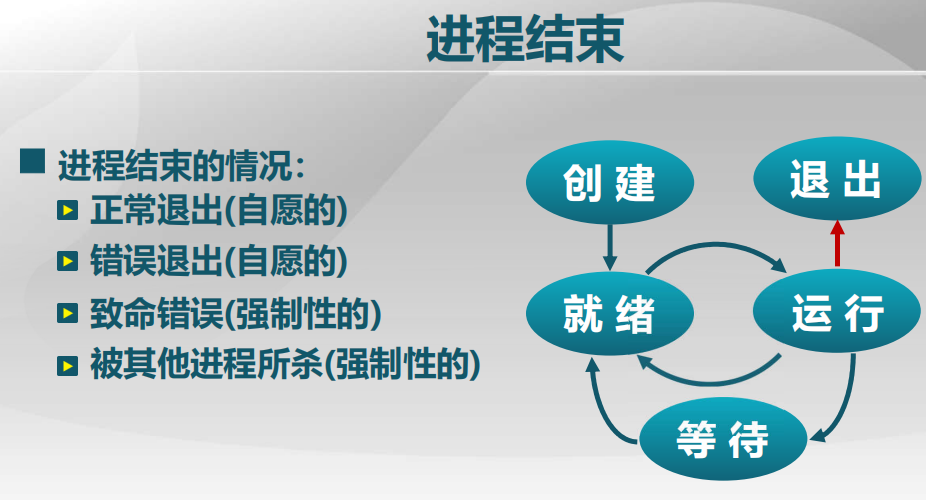 进程结束
进程结束的情况：
正常退出(自愿的)
错误退出(自愿的)
致命错误(强制性的)
被其他进程所杀(强制性的)
创建
退出
就绪
运行
等待